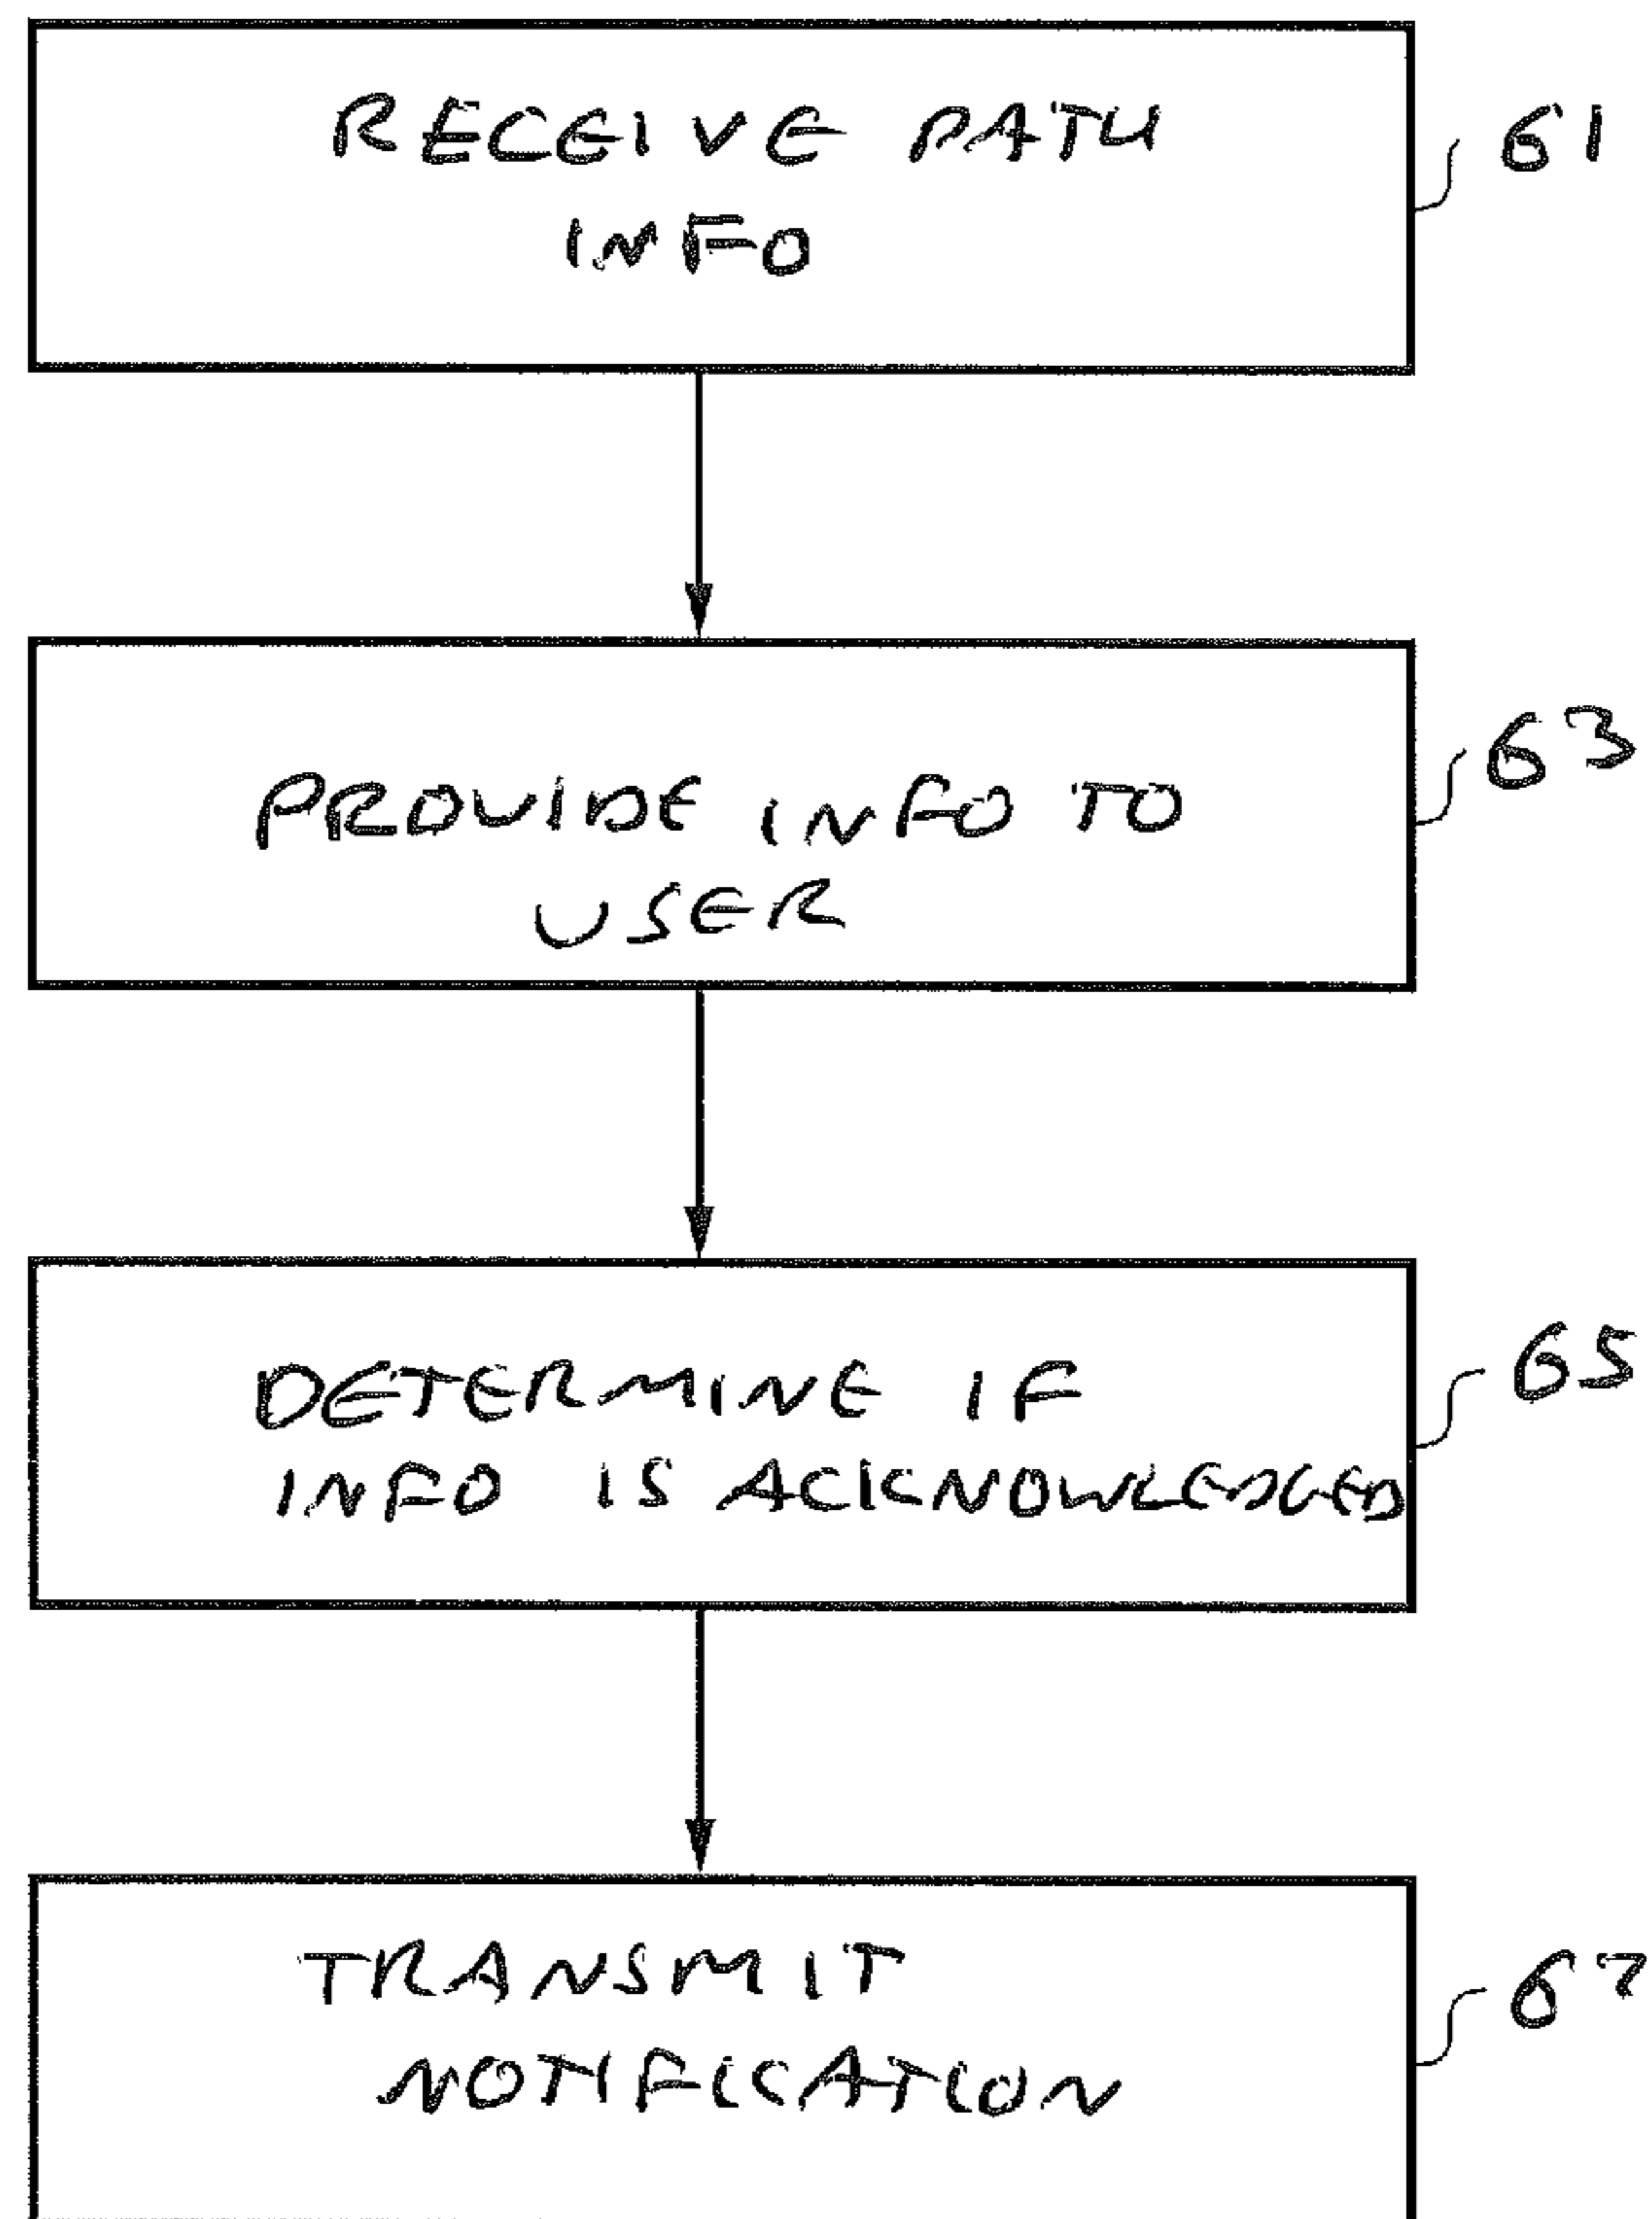 RECEIVE PATH
INFO
61
PROVIDE INFO TO
USER
63
DETERMINE IF
INFO IS ACKNOWLEDGED
65
TRANSMIT
NOTIFICATION
67